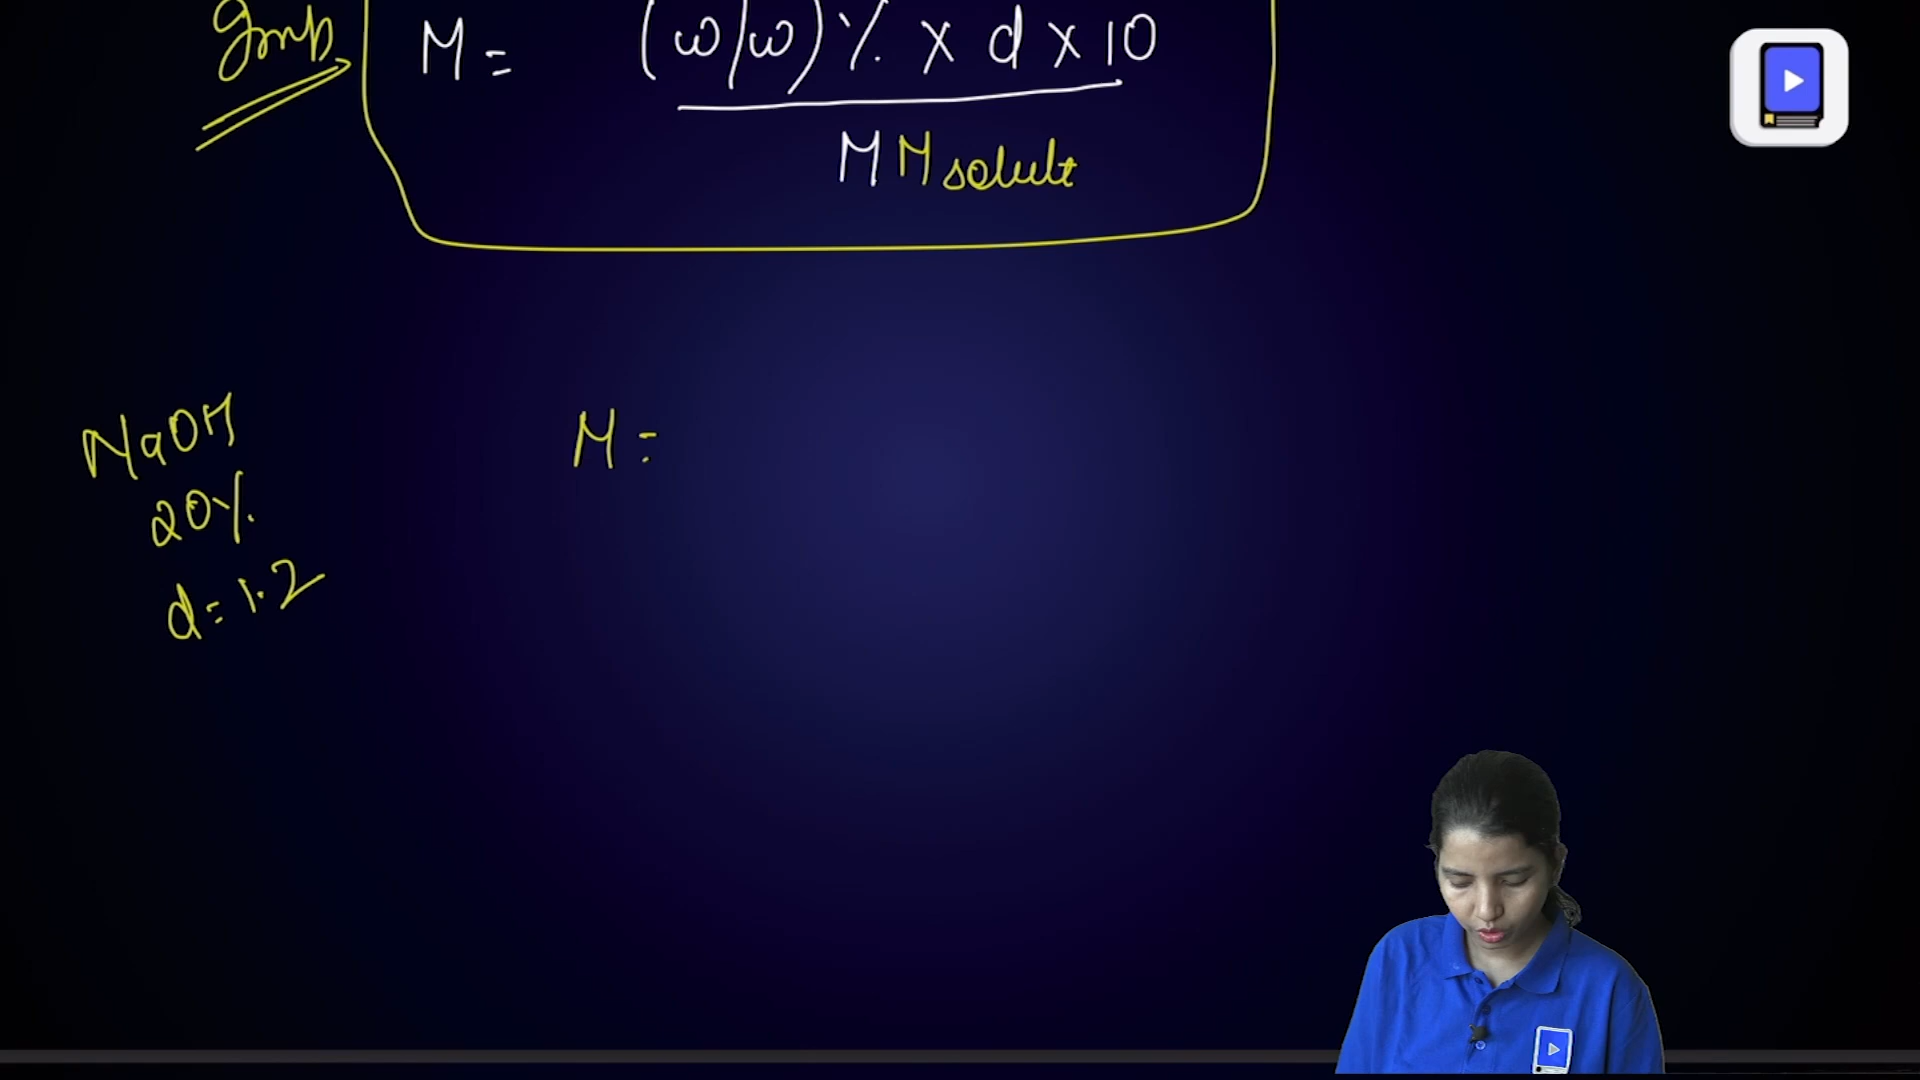 Imp
M = (w/w) % x d x 10
MM solute
NaOH
M =
20%
d = 1.2